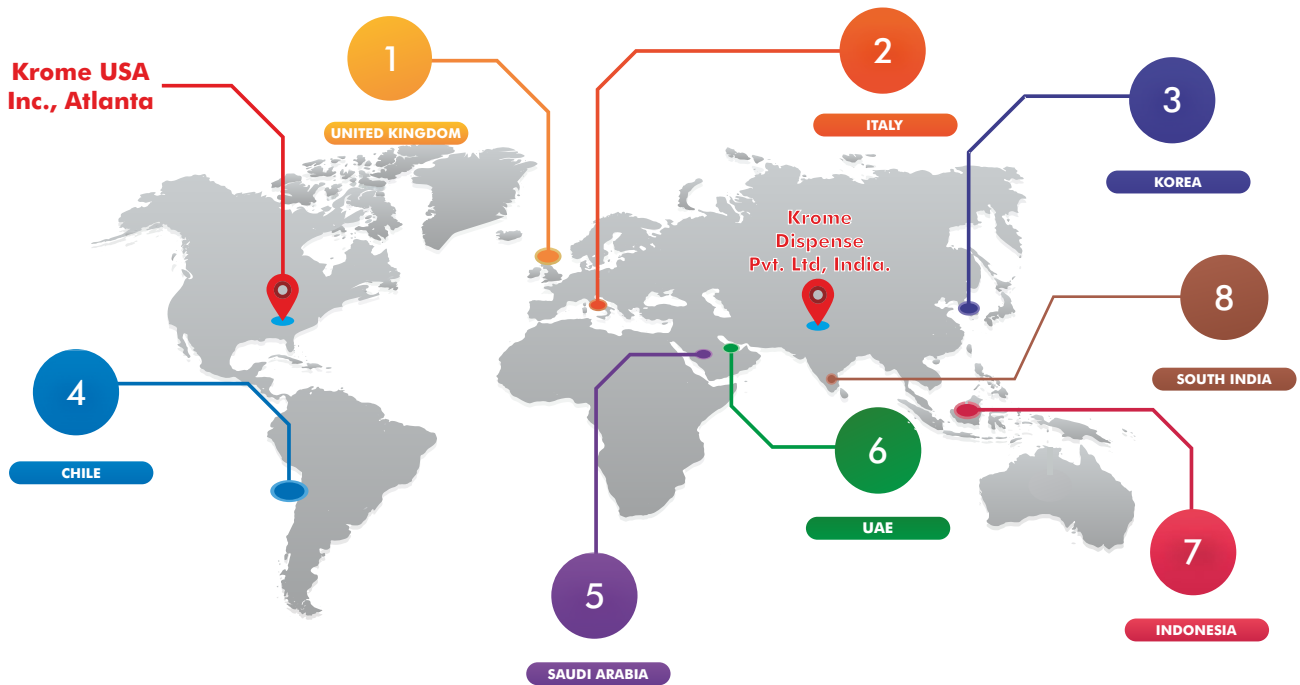 Krome USA
Inc., Atlanta
1
UNITED KINGDOM
2
ITALY
3
KOREA
Krome
Dispense
Pvt. Ltd, India.
8
SOUTH INDIA
4
CHILE
6
UAE
7
INDONESIA
5
SAUDI ARABIA